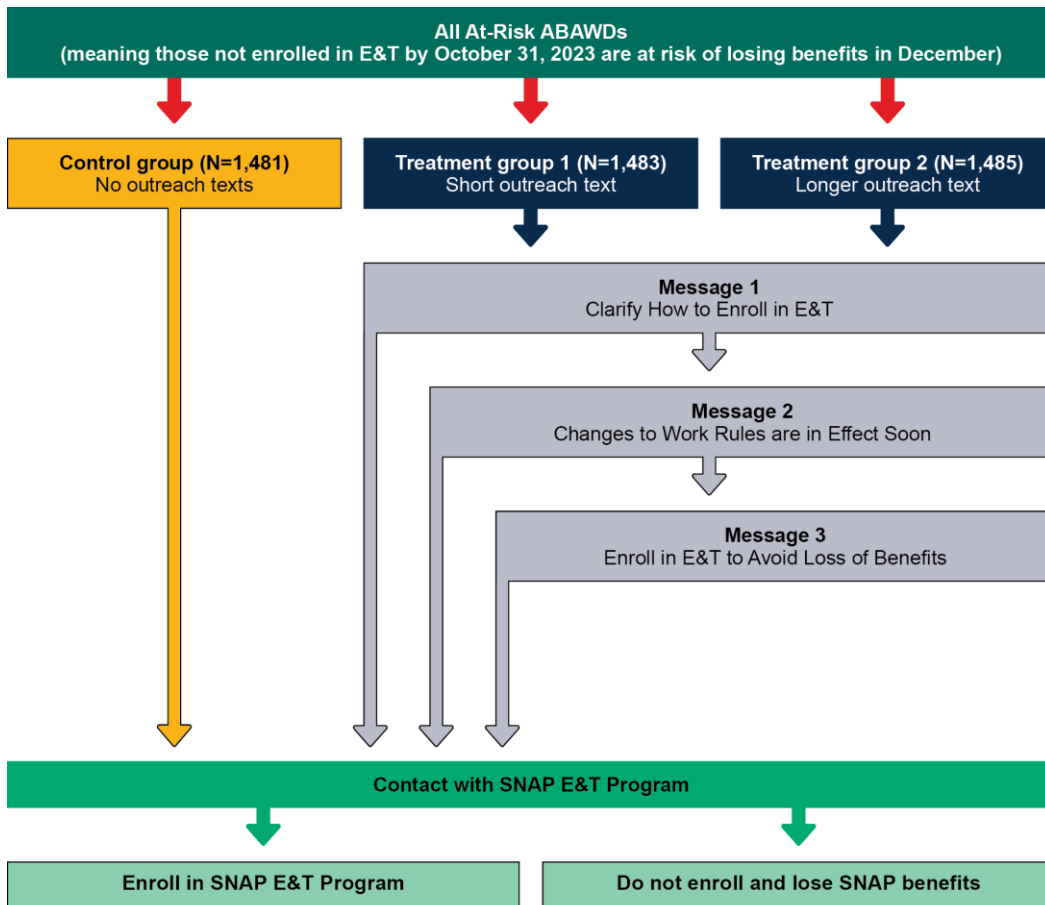 All At-Risk ABAWDs
(meaning those not enrolled in E&T by October 31, 2023 are at risk of losing benefits in December)
Control group (N=1,481)
No outreach texts
Treatment group 1 (N=1,483)
Short outreach text
Treatment group 2 (N=1,485)
Longer outreach text
Message 1
Clarify How to Enroll in E&T
Message 2
Changes to Work Rules are in Effect Soon
Message 3
Enroll in E&T to Avoid Loss of Benefits
Contact with SNAP E&T Program
Enroll in SNAP E&T Program
Do not enroll and lose SNAP benefits